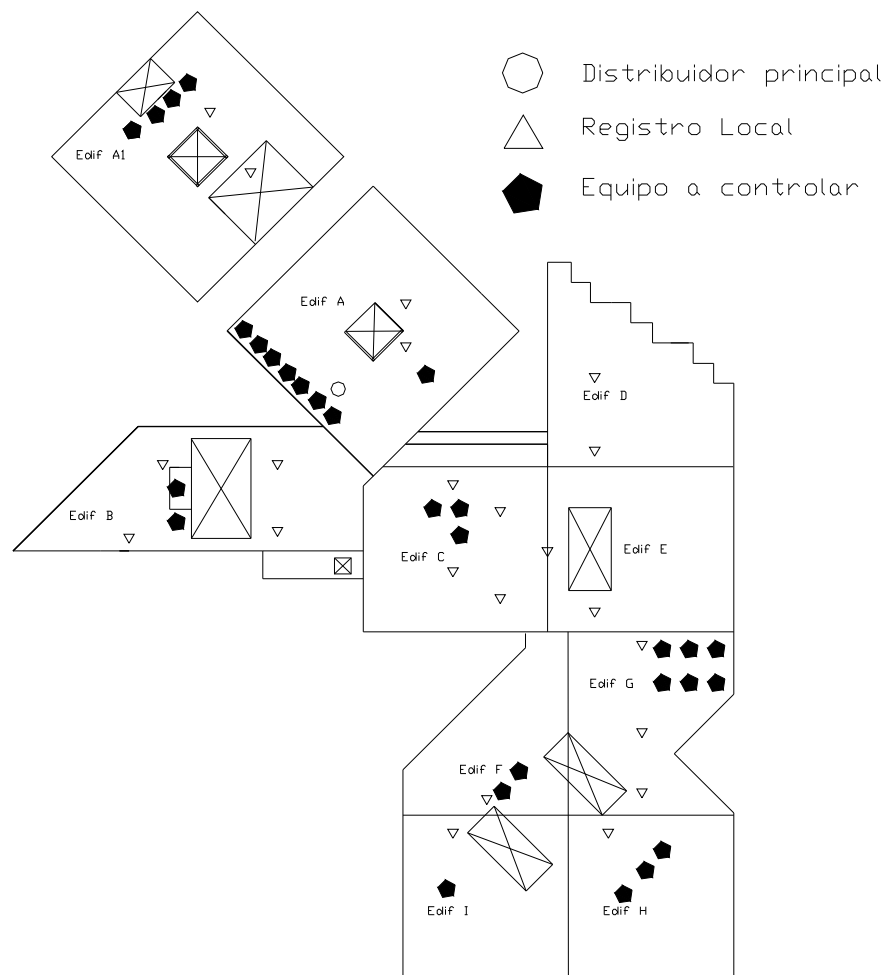 Distribuidor principal
Registro Local
Equipo a controlar
Edif A1
Edif A
Edif D
Edif B
Edif C
Edif E
Edif G
Edif F
Edif I
Edif H